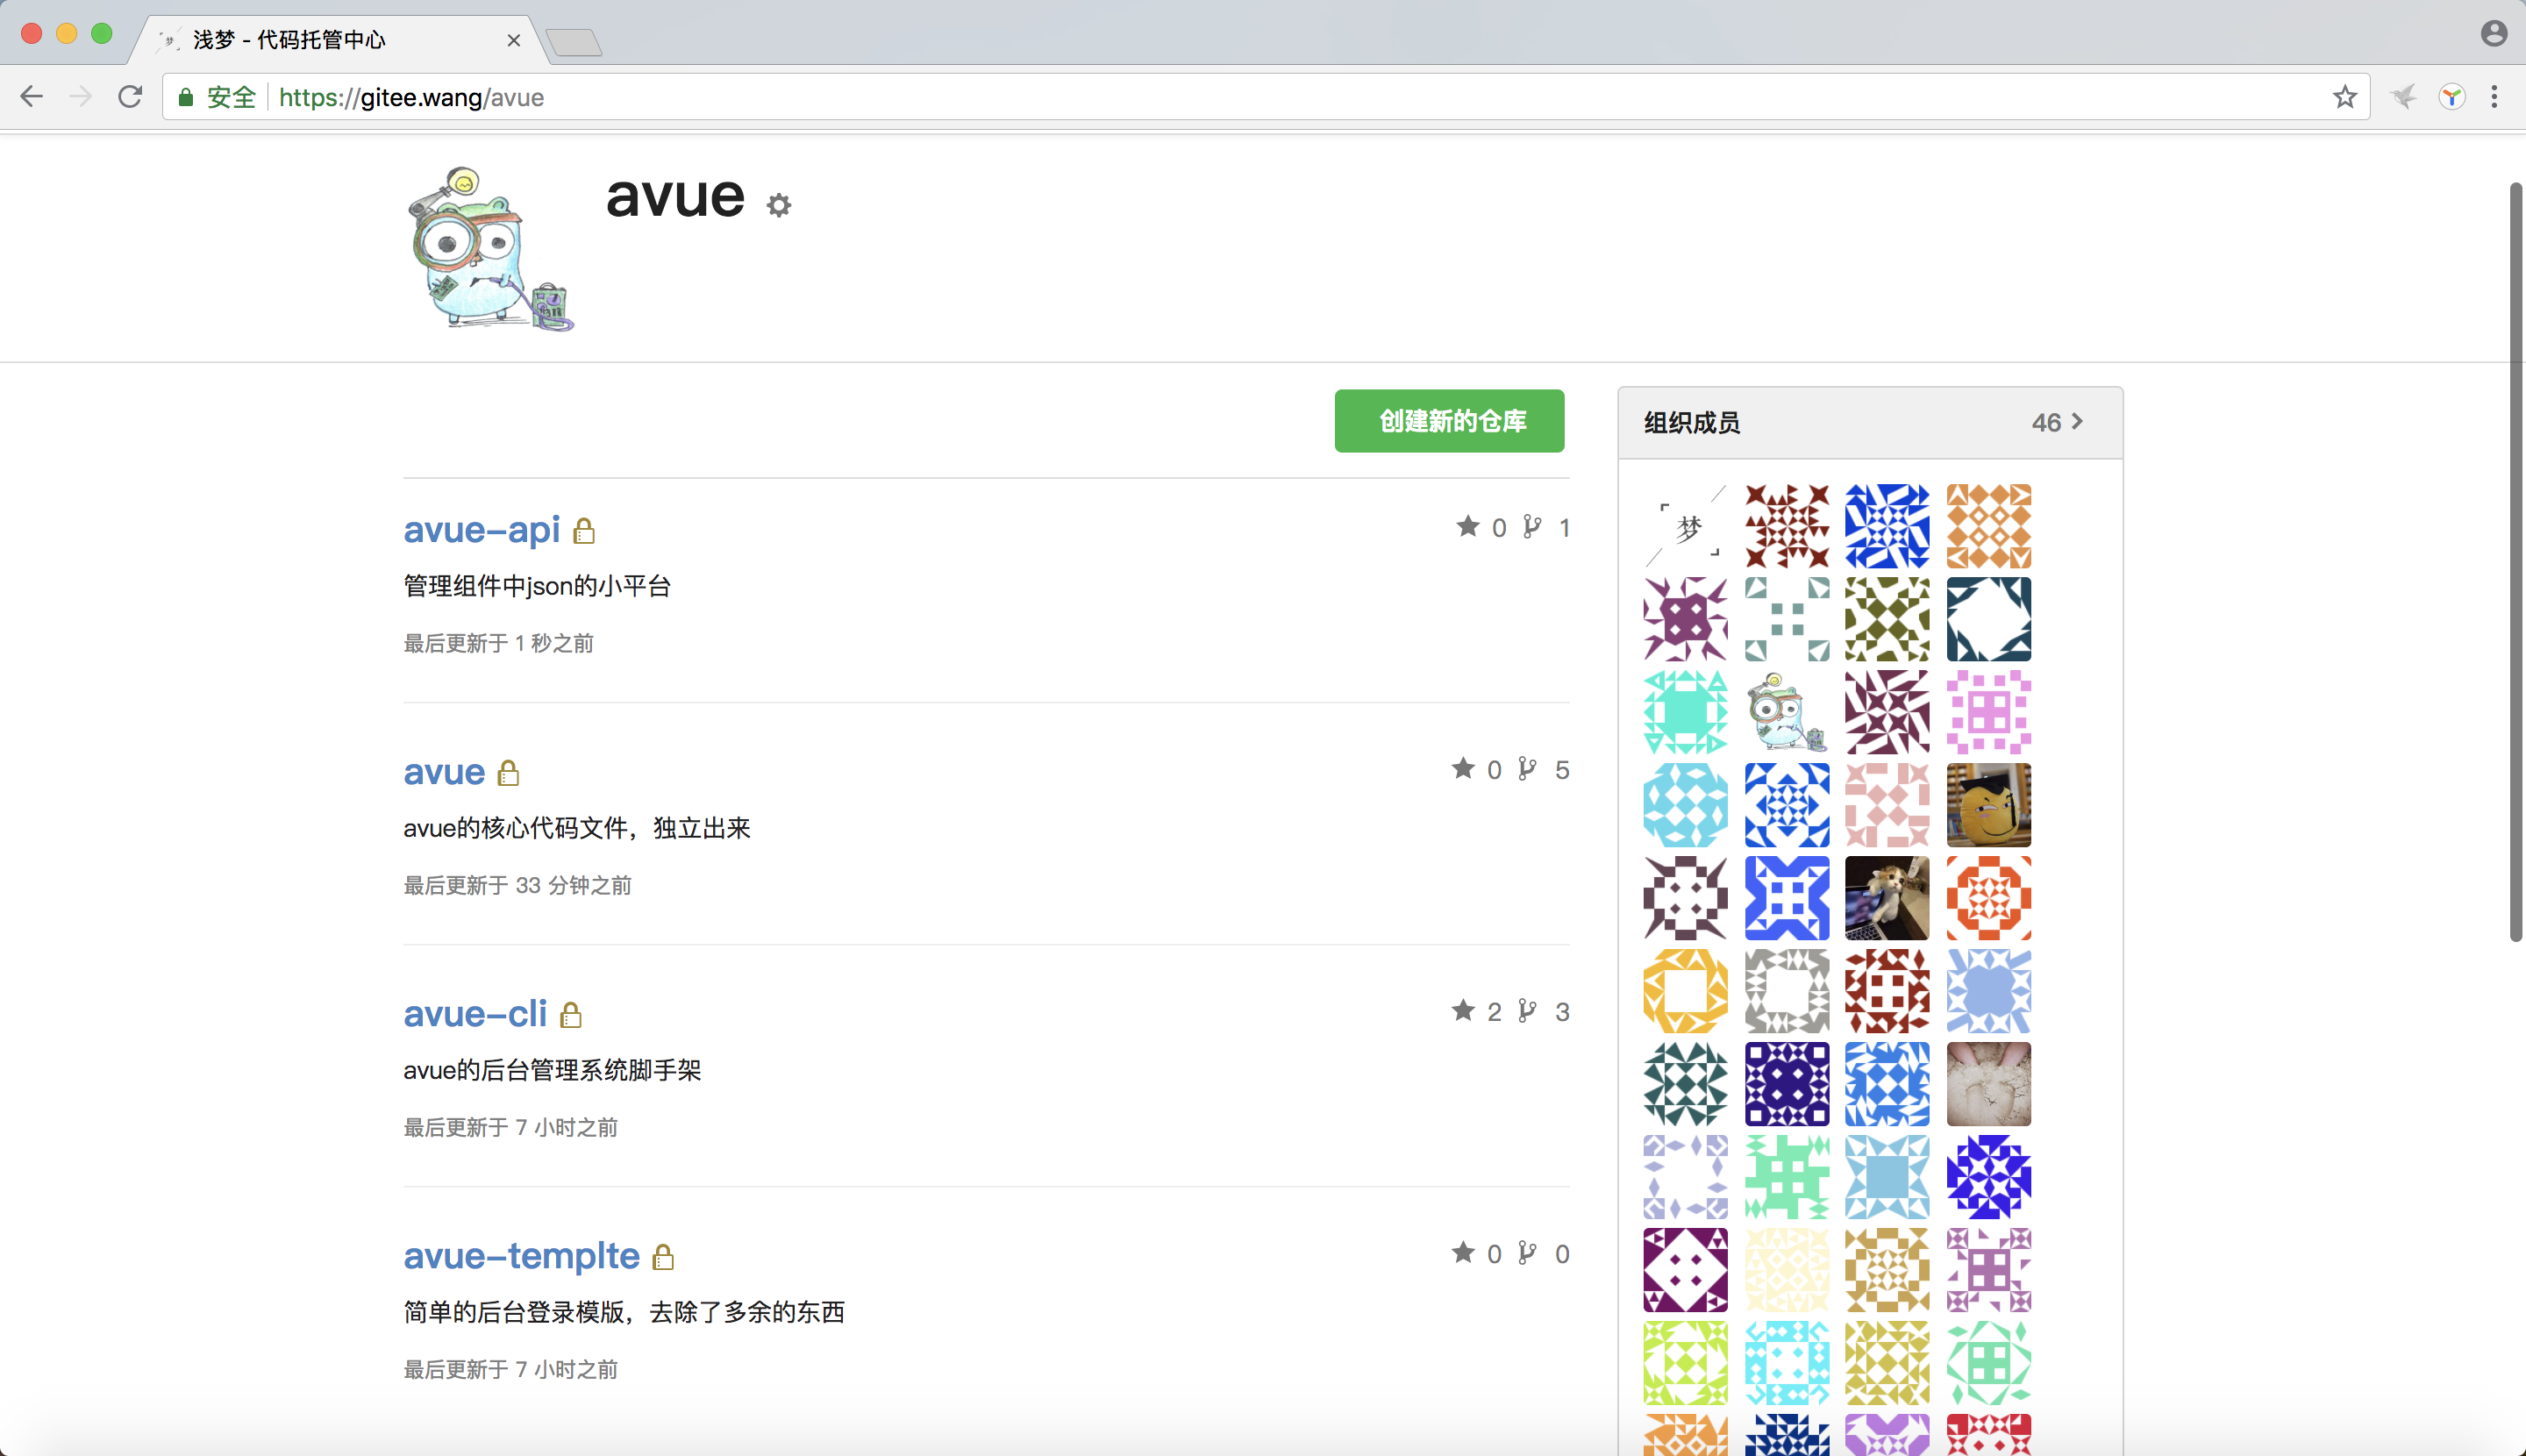 浅梦 - 代码托管中心
安全 https://gitee.wang/avue
avue
创建新的仓库
组织成员 46
梦
avue-api 0 1
管理组件中json的小平台
最后更新于 1 秒之前
avue 0 5
avue的核心代码文件，独立出来
最后更新于 33 分钟之前
avue-cli 2 3
avue的后台管理系统脚手架
最后更新于 7 小时之前
avue-templte 0 0
简单的后台登录模版，去除了多余的东西
最后更新于 7 小时之前